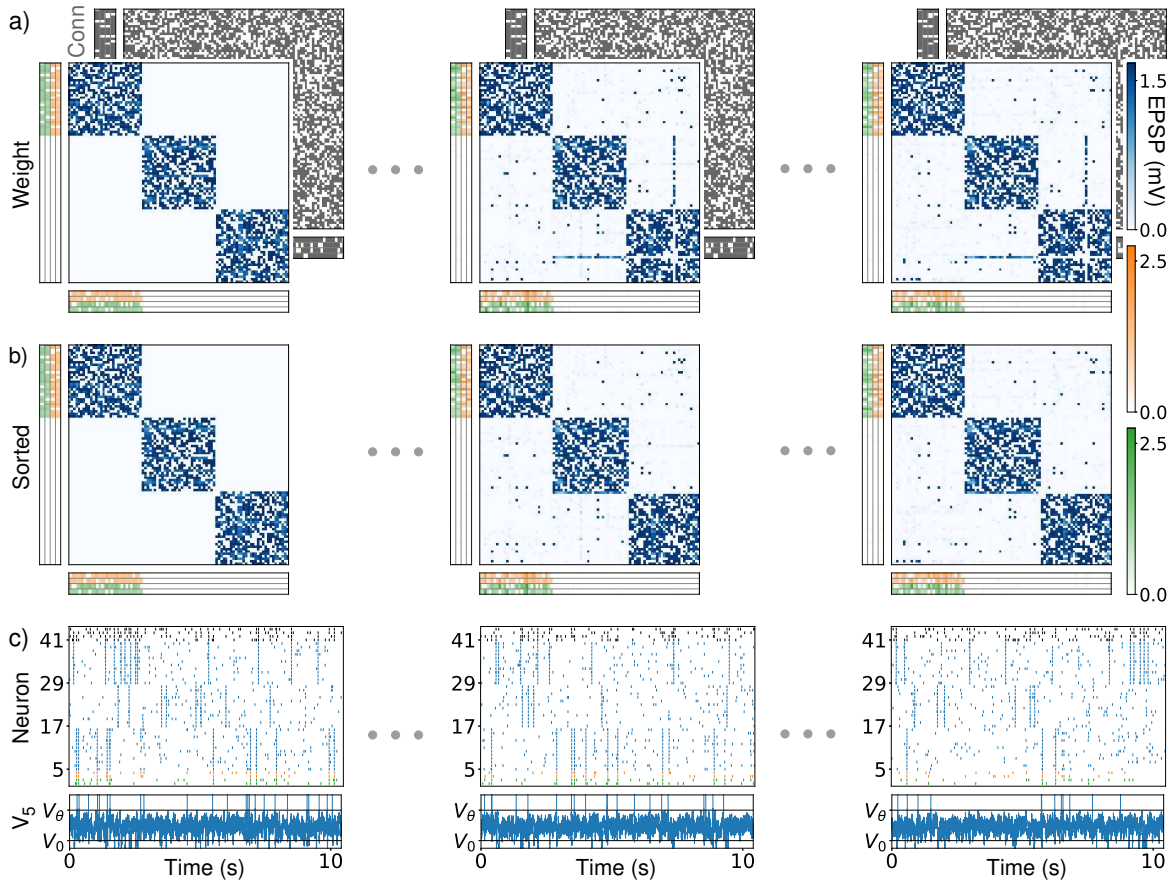 a)
Conn
Weight
1.5
0.0
EPSP (mV)
2.5
0.0
b)
Sorted
2.5
0.0
c)
Neuron
41
29
17
5
V5
Vθ
V0
Vθ
V0
Vθ
V0
0
10
0
10
0
10
Time (s)
Time (s)
Time (s)